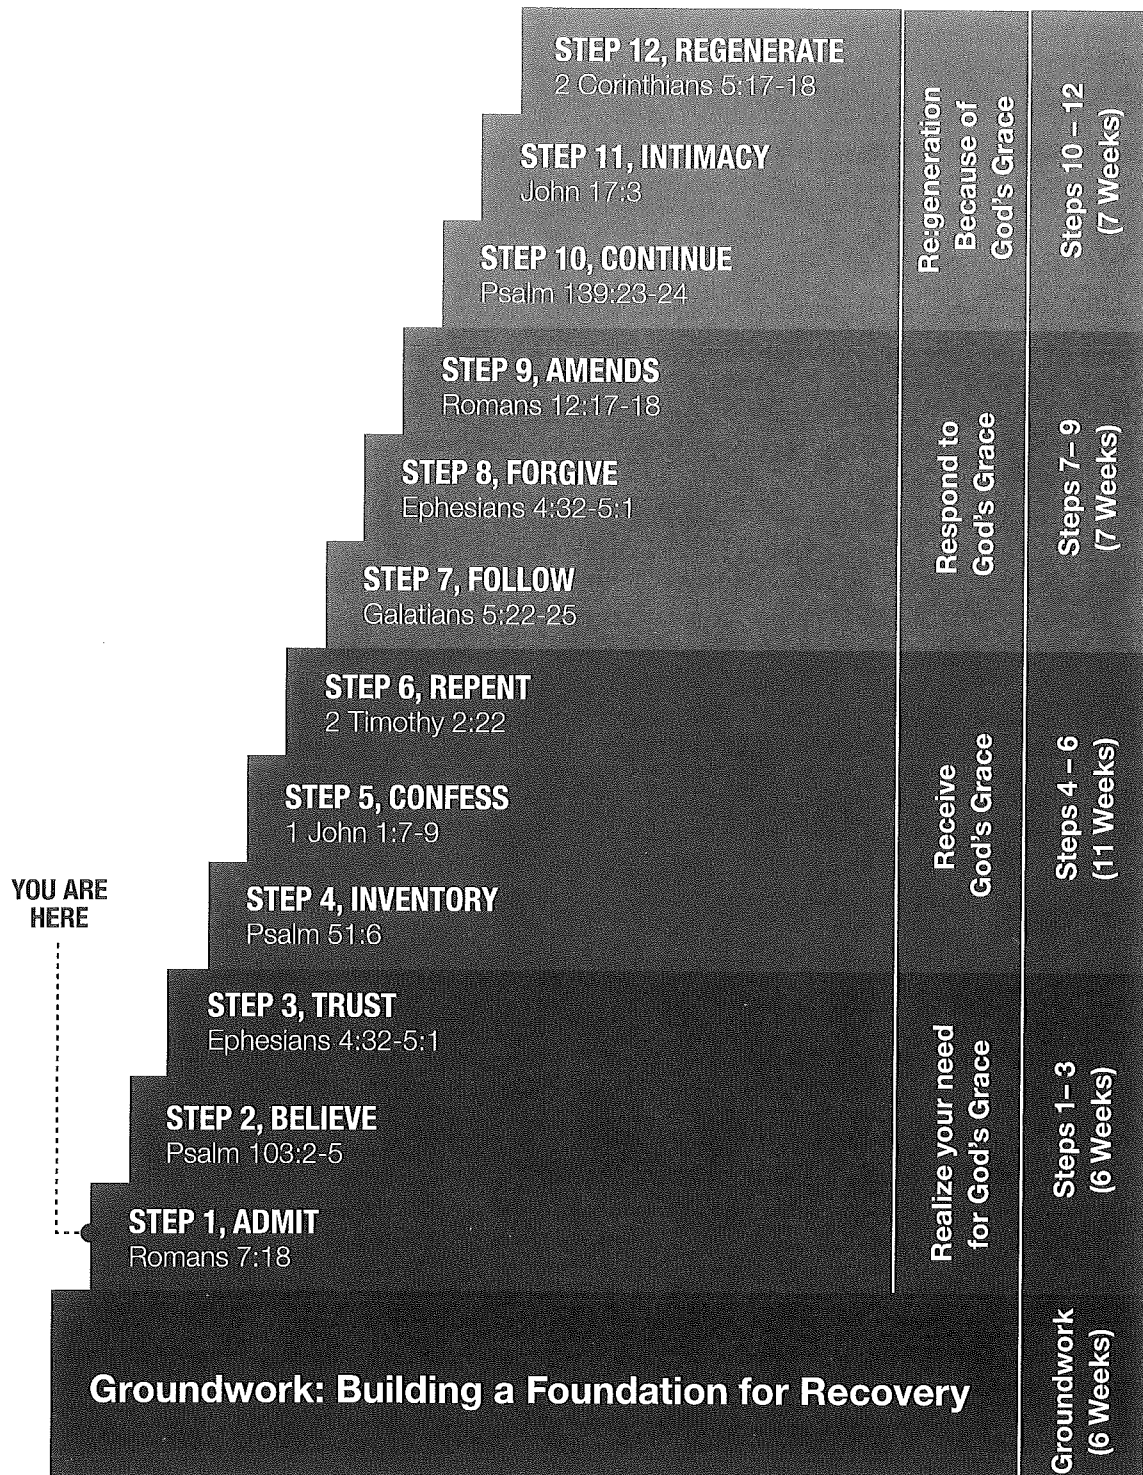 STEP 12, REGENERATE
2 Corinthians 5:17-18
STEP 11, INTIMACY
John 17:3
STEP 10, CONTINUE
Psalm 139:23-24
Re:generation
Because of
God's Grace
Steps 10 – 12
(7 Weeks)
STEP 9, AMENDS
Romans 12:17-18
STEP 8, FORGIVE
Ephesians 4:32-5:1
STEP 7, FOLLOW
Galatians 5:22-25
Respond to
God's Grace
Steps 7– 9
(7 Weeks)
STEP 6, REPENT
2 Timothy 2:22
STEP 5, CONFESS
1 John 1:7-9
STEP 4, INVENTORY
Psalm 51:6
Receive
God's Grace
Steps 4 – 6
(11 Weeks)
YOU ARE
HERE
STEP 3, TRUST
Ephesians 4:32-5:1
STEP 2, BELIEVE
Psalm 103:2-5
STEP 1, ADMIT
Romans 7:18
Realize your need
for God's Grace
Steps 1– 3
(6 Weeks)
Groundwork: Building a Foundation for Recovery
Groundwork
(6 Weeks)